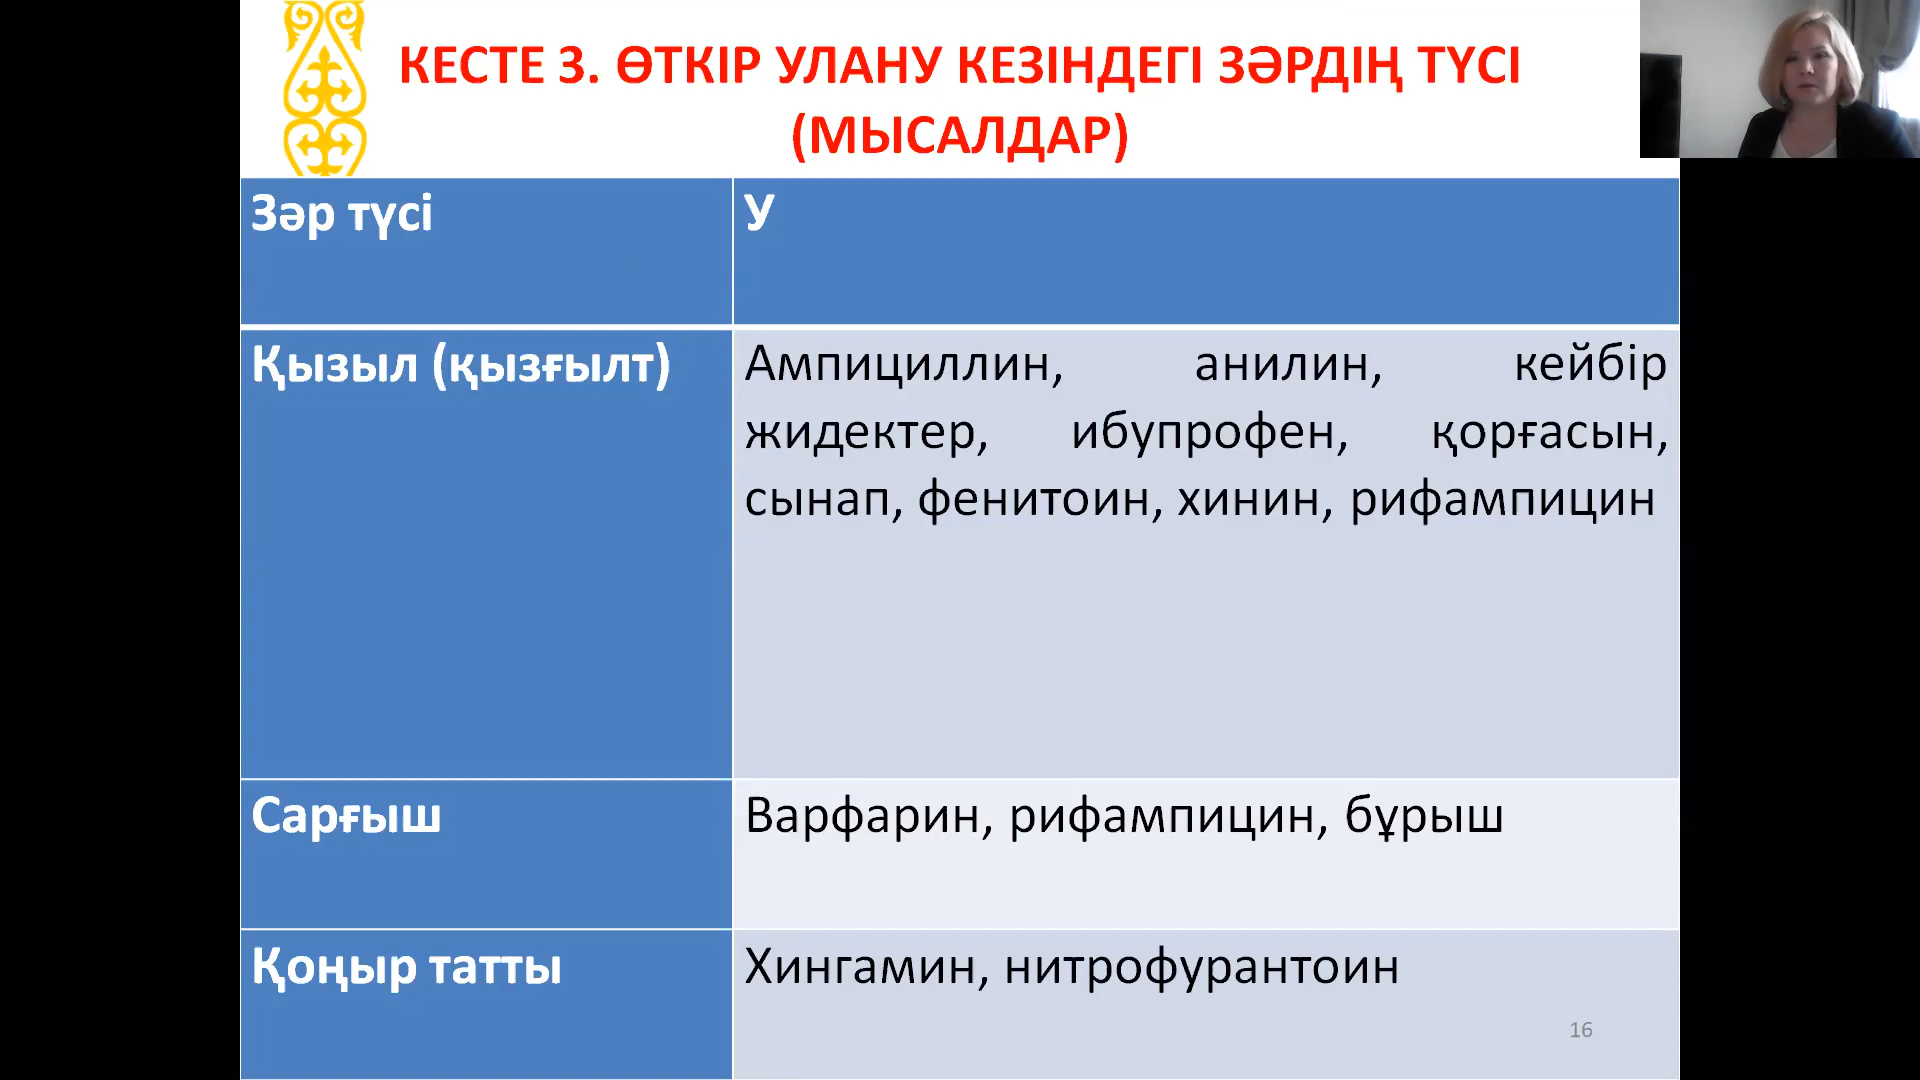 КЕСТЕ 3. ӨТКІР УЛАНУ КЕЗІНДЕГІ ЗӘРДІҢ ТҮСІ
(МЫСАЛДАР)
Зәр түсі
У
Қызыл (қызғылт)
Ампициллин, анилин, кейбір
жидектер, ибупрофен, қорғасын,
сынап, фенитоин, хинин, рифампицин
Сарғыш
Варфарин, рифампицин, бұрыш
Қоңыр татты
Хингамин, нитрофурантоин
16